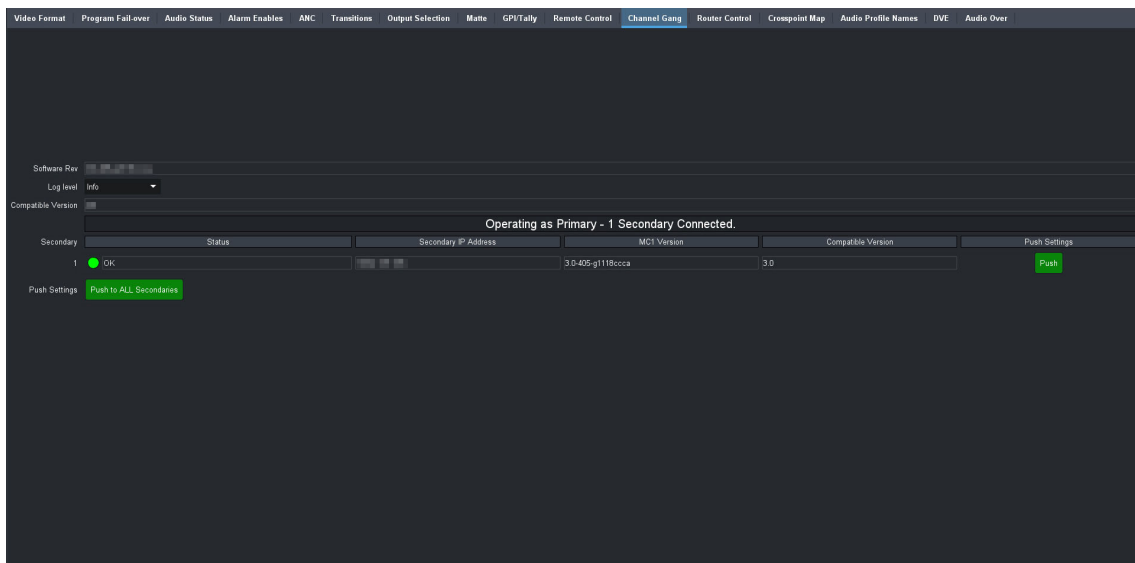 Video Format Program Fail-over Audio Status Alarm Enables ANC Transitions Output Selection Matte GPI/Tally Remote Control Channel Gang Router Control Crosspoint Map Audio Profile Names DVE Audio Over
Software Rev
Log level Info
Compatible Version
Operating as Primary - 1 Secondary Connected.
Secondary Status Secondary IP Address MC1 Version Compatible Version Push Settings
1 OK 3.0-405-g1118ccca 3.0 Push
Push Settings Push to ALL Secondaries